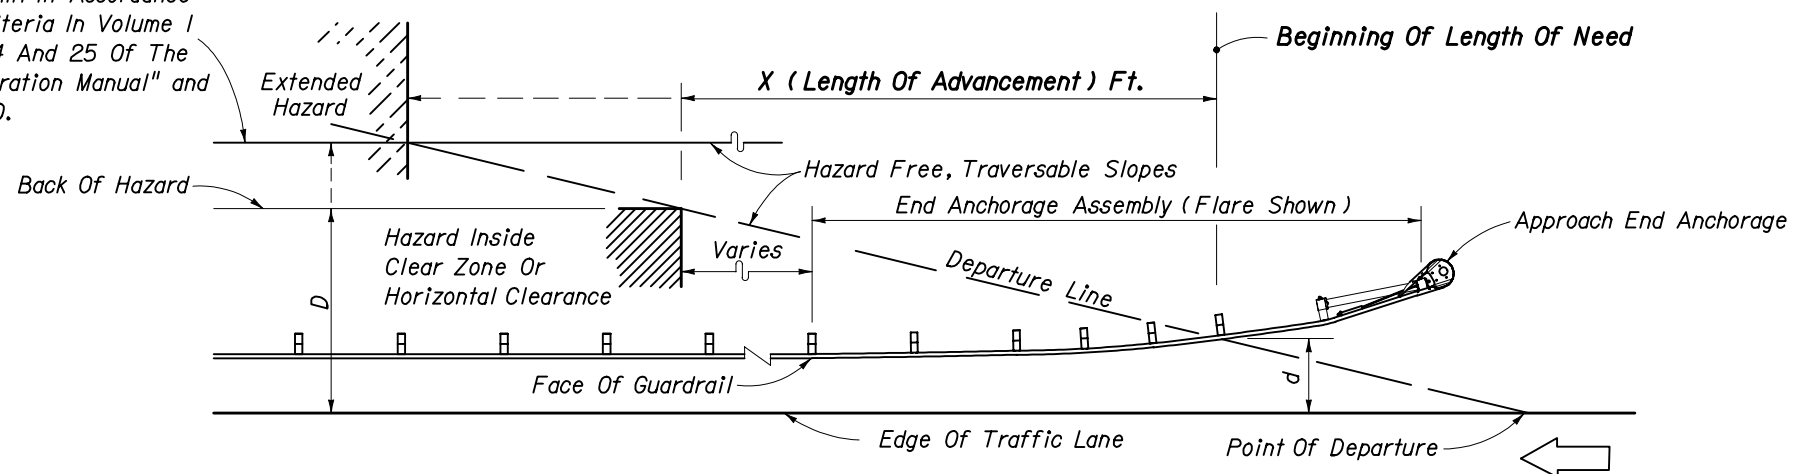 iteria In Volume I
4 And 25 Of The
ration Manual" and
Extended
Hazard
Back Of Hazard
Hazard Inside
Clear Zone Or
Horizontal Clearance
D
X (Length Of Advancement) Ft.
Beginning Of Length Of Need
Hazard Free, Traversable Slopes
End Anchorage Assembly (Flare Shown)
Approach End Anchorage
Varies
Departure Line
Face Of Guardrail
d
Edge Of Traffic Lane
Point Of Departure